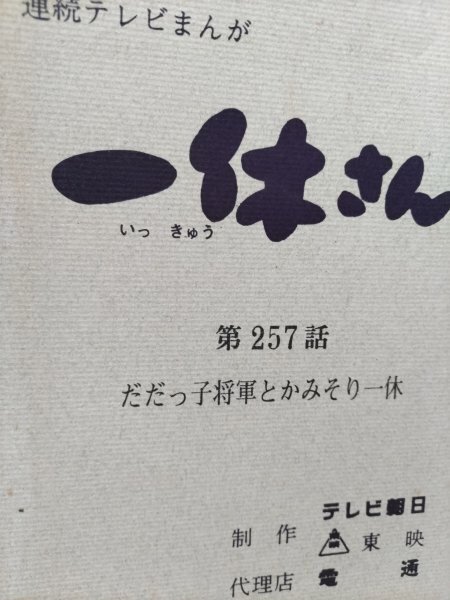 連続テレビまんが
一休さん
いっきゅう
第257話
だだっ子将軍とかみそり一休
テレビ朝日
制作 東映
代理店 電通